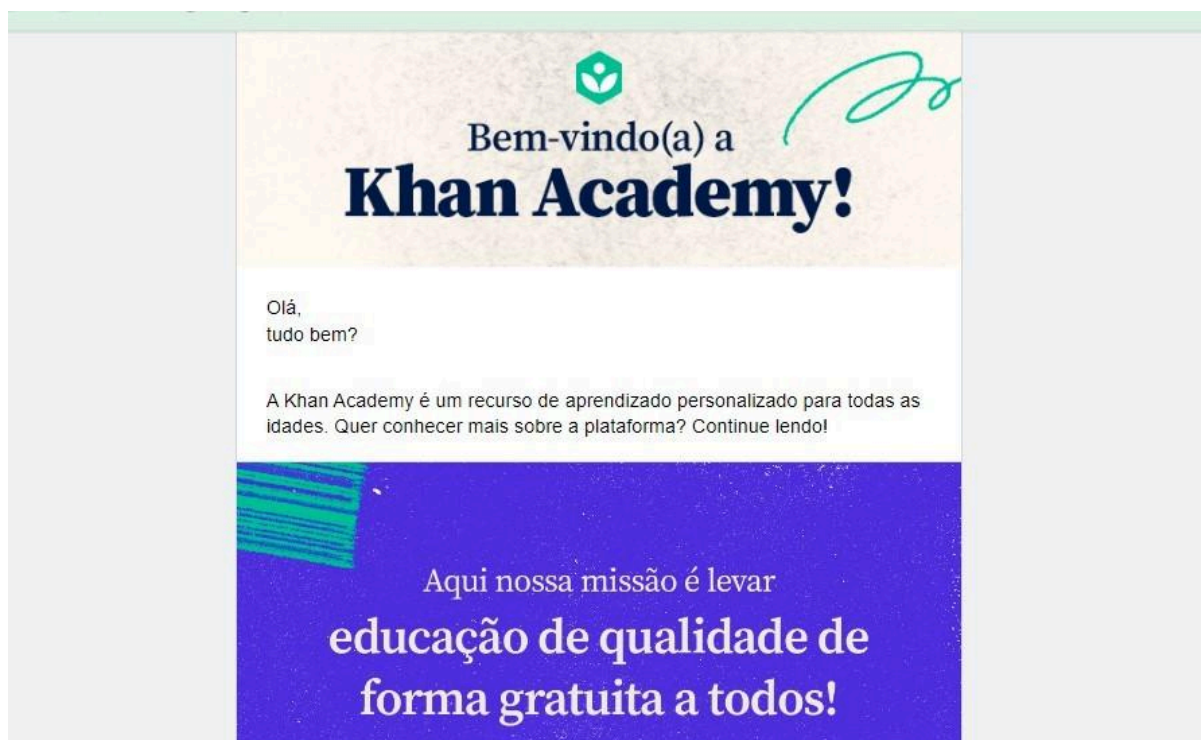 Bem-vindo(a) a
Khan Academy!
Olá,
tudo bem?
A Khan Academy é um recurso de aprendizado personalizado para todas as
idades. Quer conhecer mais sobre a plataforma? Continue lendo!
Aqui nossa missão é levar
educação de qualidade de
forma gratuita a todos!